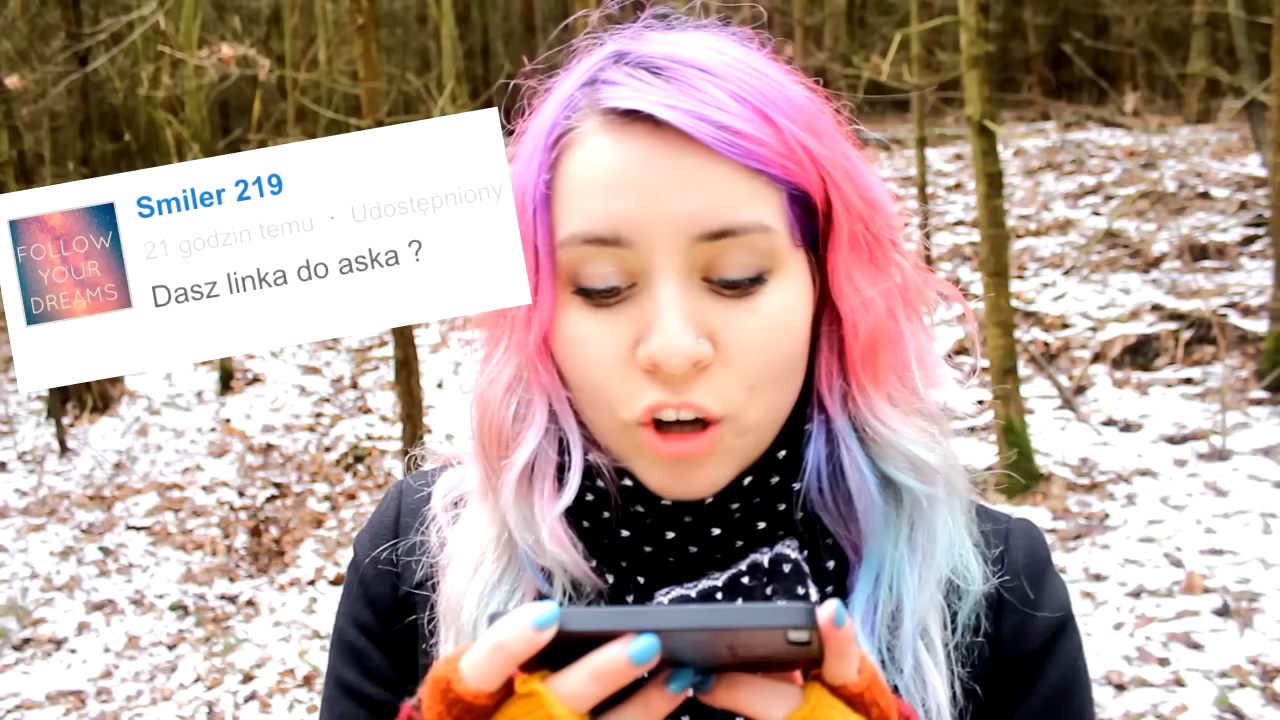 Smiler 219
21 godzin temu · Udostępniony
Dasz linka do aska ?
FOLLOW
YOUR
DREAMS